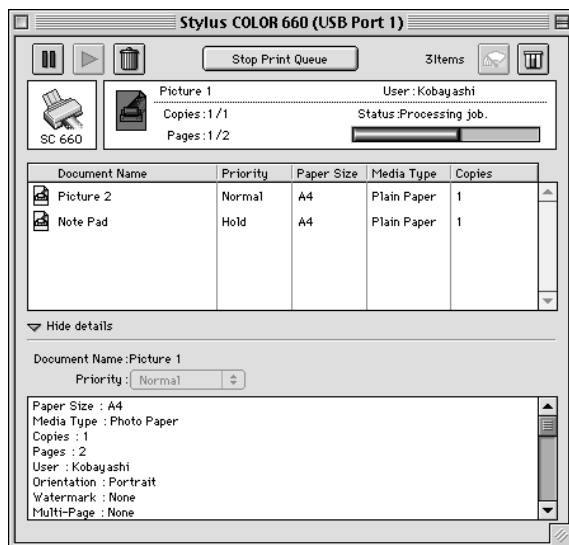 Stylus COLOR 660 (USB Port 1)
Stop Print Queue 3Items
Picture 1 User:Kobayashi
Copies:1/1 Status:Processing job.
Pages:1/2
SC 660
Document Name Priority Paper Size Media Type Copies
Picture 2 Normal A4 Plain Paper 1
Note Pad Hold A4 Plain Paper 1
Hide details
Document Name:Picture 1
Priority: Normal
Paper Size : A4
Media Type : Photo Paper
Copies : 1
Pages : 2
User : Kobayashi
Orientation : Portrait
Watermark : None
Multi-Page : None